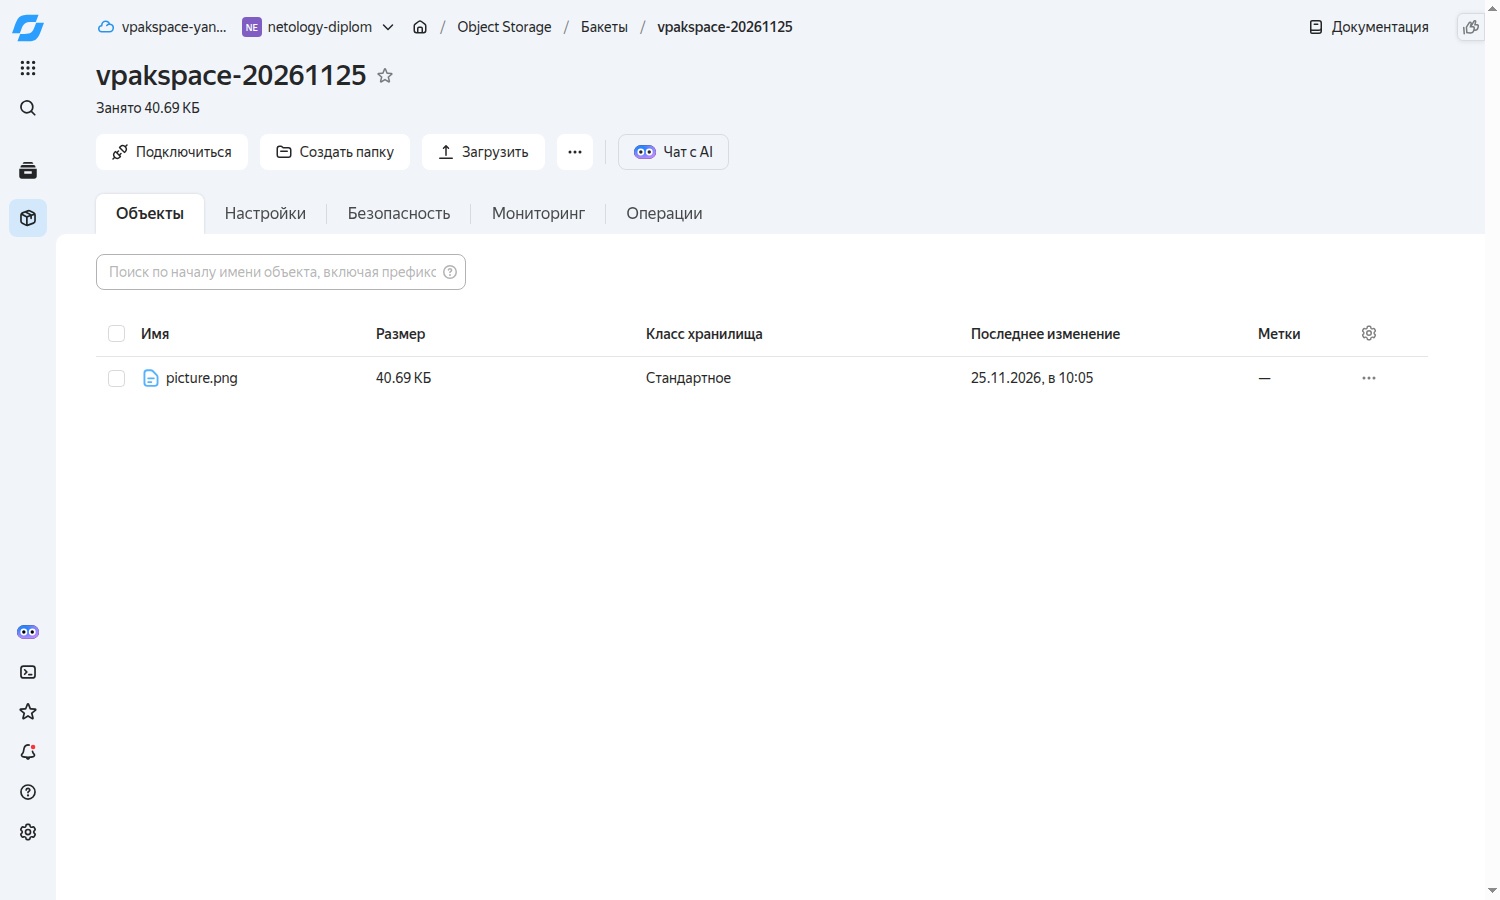 vpakspace-yan... NE netology-diplom / Object Storage / Бакеты / vpakspace-20261125 Документация
vpakspace-20261125
Занято 40.69 КБ
Подключиться Создать папку Загрузить Чат с AI
Объекты Настройки Безопасность Мониторинг Операции
Поиск по началу имени объекта, включая префикс
Имя Размер Класс хранилища Последнее изменение Метки
picture.png 40.69 КБ Стандартное 25.11.2026, в 10:05 —